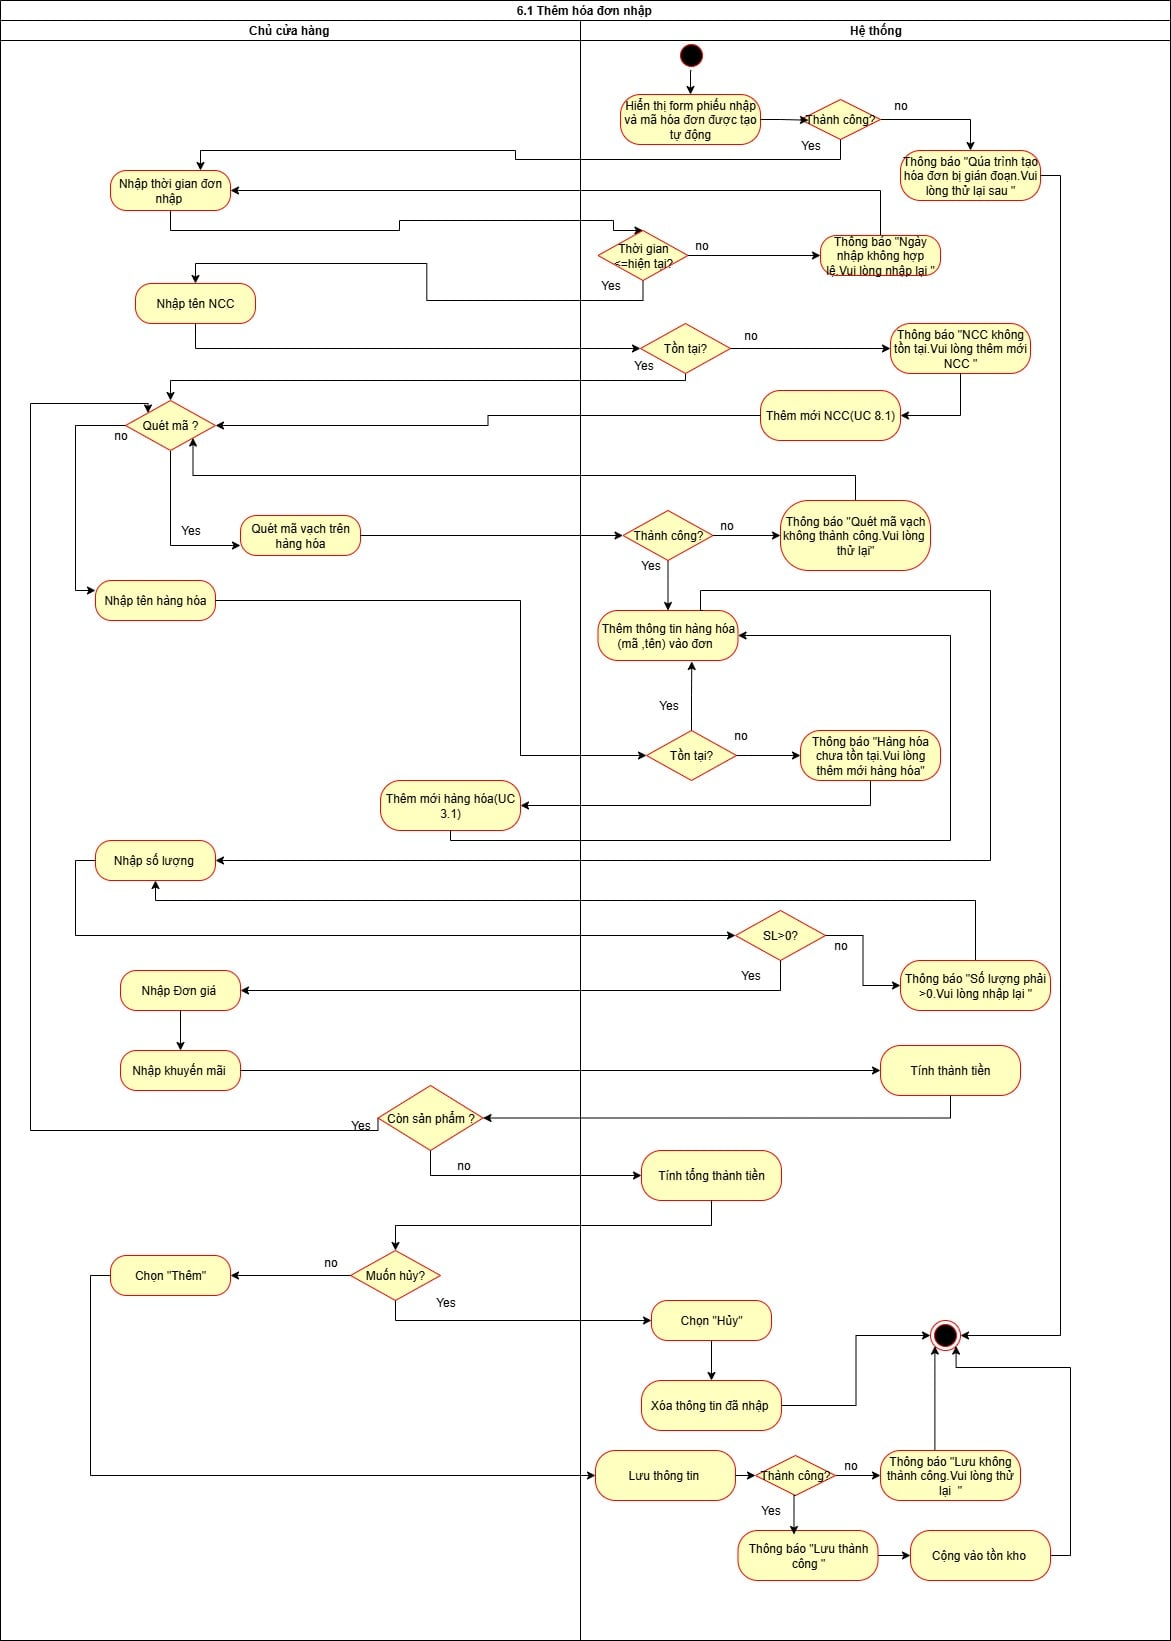 6.1 Thêm hóa đơn nhập
Chủ cửa hàng
Hệ thống
Hiển thị form phiếu nhập
và mã hóa đơn được tạo
tự động
Thành công?
no
Yes
Thông báo "Qúa trình tạo
hóa đơn bị gián đoạn.Vui
lòng thử lại sau "
Nhập thời gian đơn
nhập
Thời gian
<=hiện tại?
no
Yes
Thông báo "Ngày
nhập không hợp
lệ.Vui lòng nhập lại "
Nhập tên NCC
Tồn tại?
no
Yes
Thông báo "NCC không
tồn tại.Vui lòng thêm mới
NCC "
Thêm mới NCC(UC 8.1)
Quét mã ?
no
Yes
Quét mã vạch trên
hàng hóa
Thành công?
no
Yes
Thông báo "Quét mã vạch
không thành công.Vui lòng
thử lại"
Nhập tên hàng hóa
Thêm thông tin hàng hóa
(mã ,tên) vào đơn
Yes
Tồn tại?
no
Thông báo "Hàng hóa
chưa tồn tại.Vui lòng
thêm mới hàng hóa"
Thêm mới hàng hóa(UC
3.1)
Nhập số lượng
SL>0?
no
Yes
Thông báo "Số lượng phải
>0.Vui lòng nhập lại "
Nhập Đơn giá
Nhập khuyến mãi
Tính thành tiền
Còn sản phẩm ?
Yes
no
Tính tổng thành tiền
Muốn hủy?
no
Yes
Chọn "Thêm"
Chọn "Hủy"
Xóa thông tin đã nhập
Lưu thông tin
Thành công?
no
Yes
Thông báo "Lưu không
thành công.Vui lòng thử
lại  "
Thông báo "Lưu thành
công "
Cộng vào tồn kho